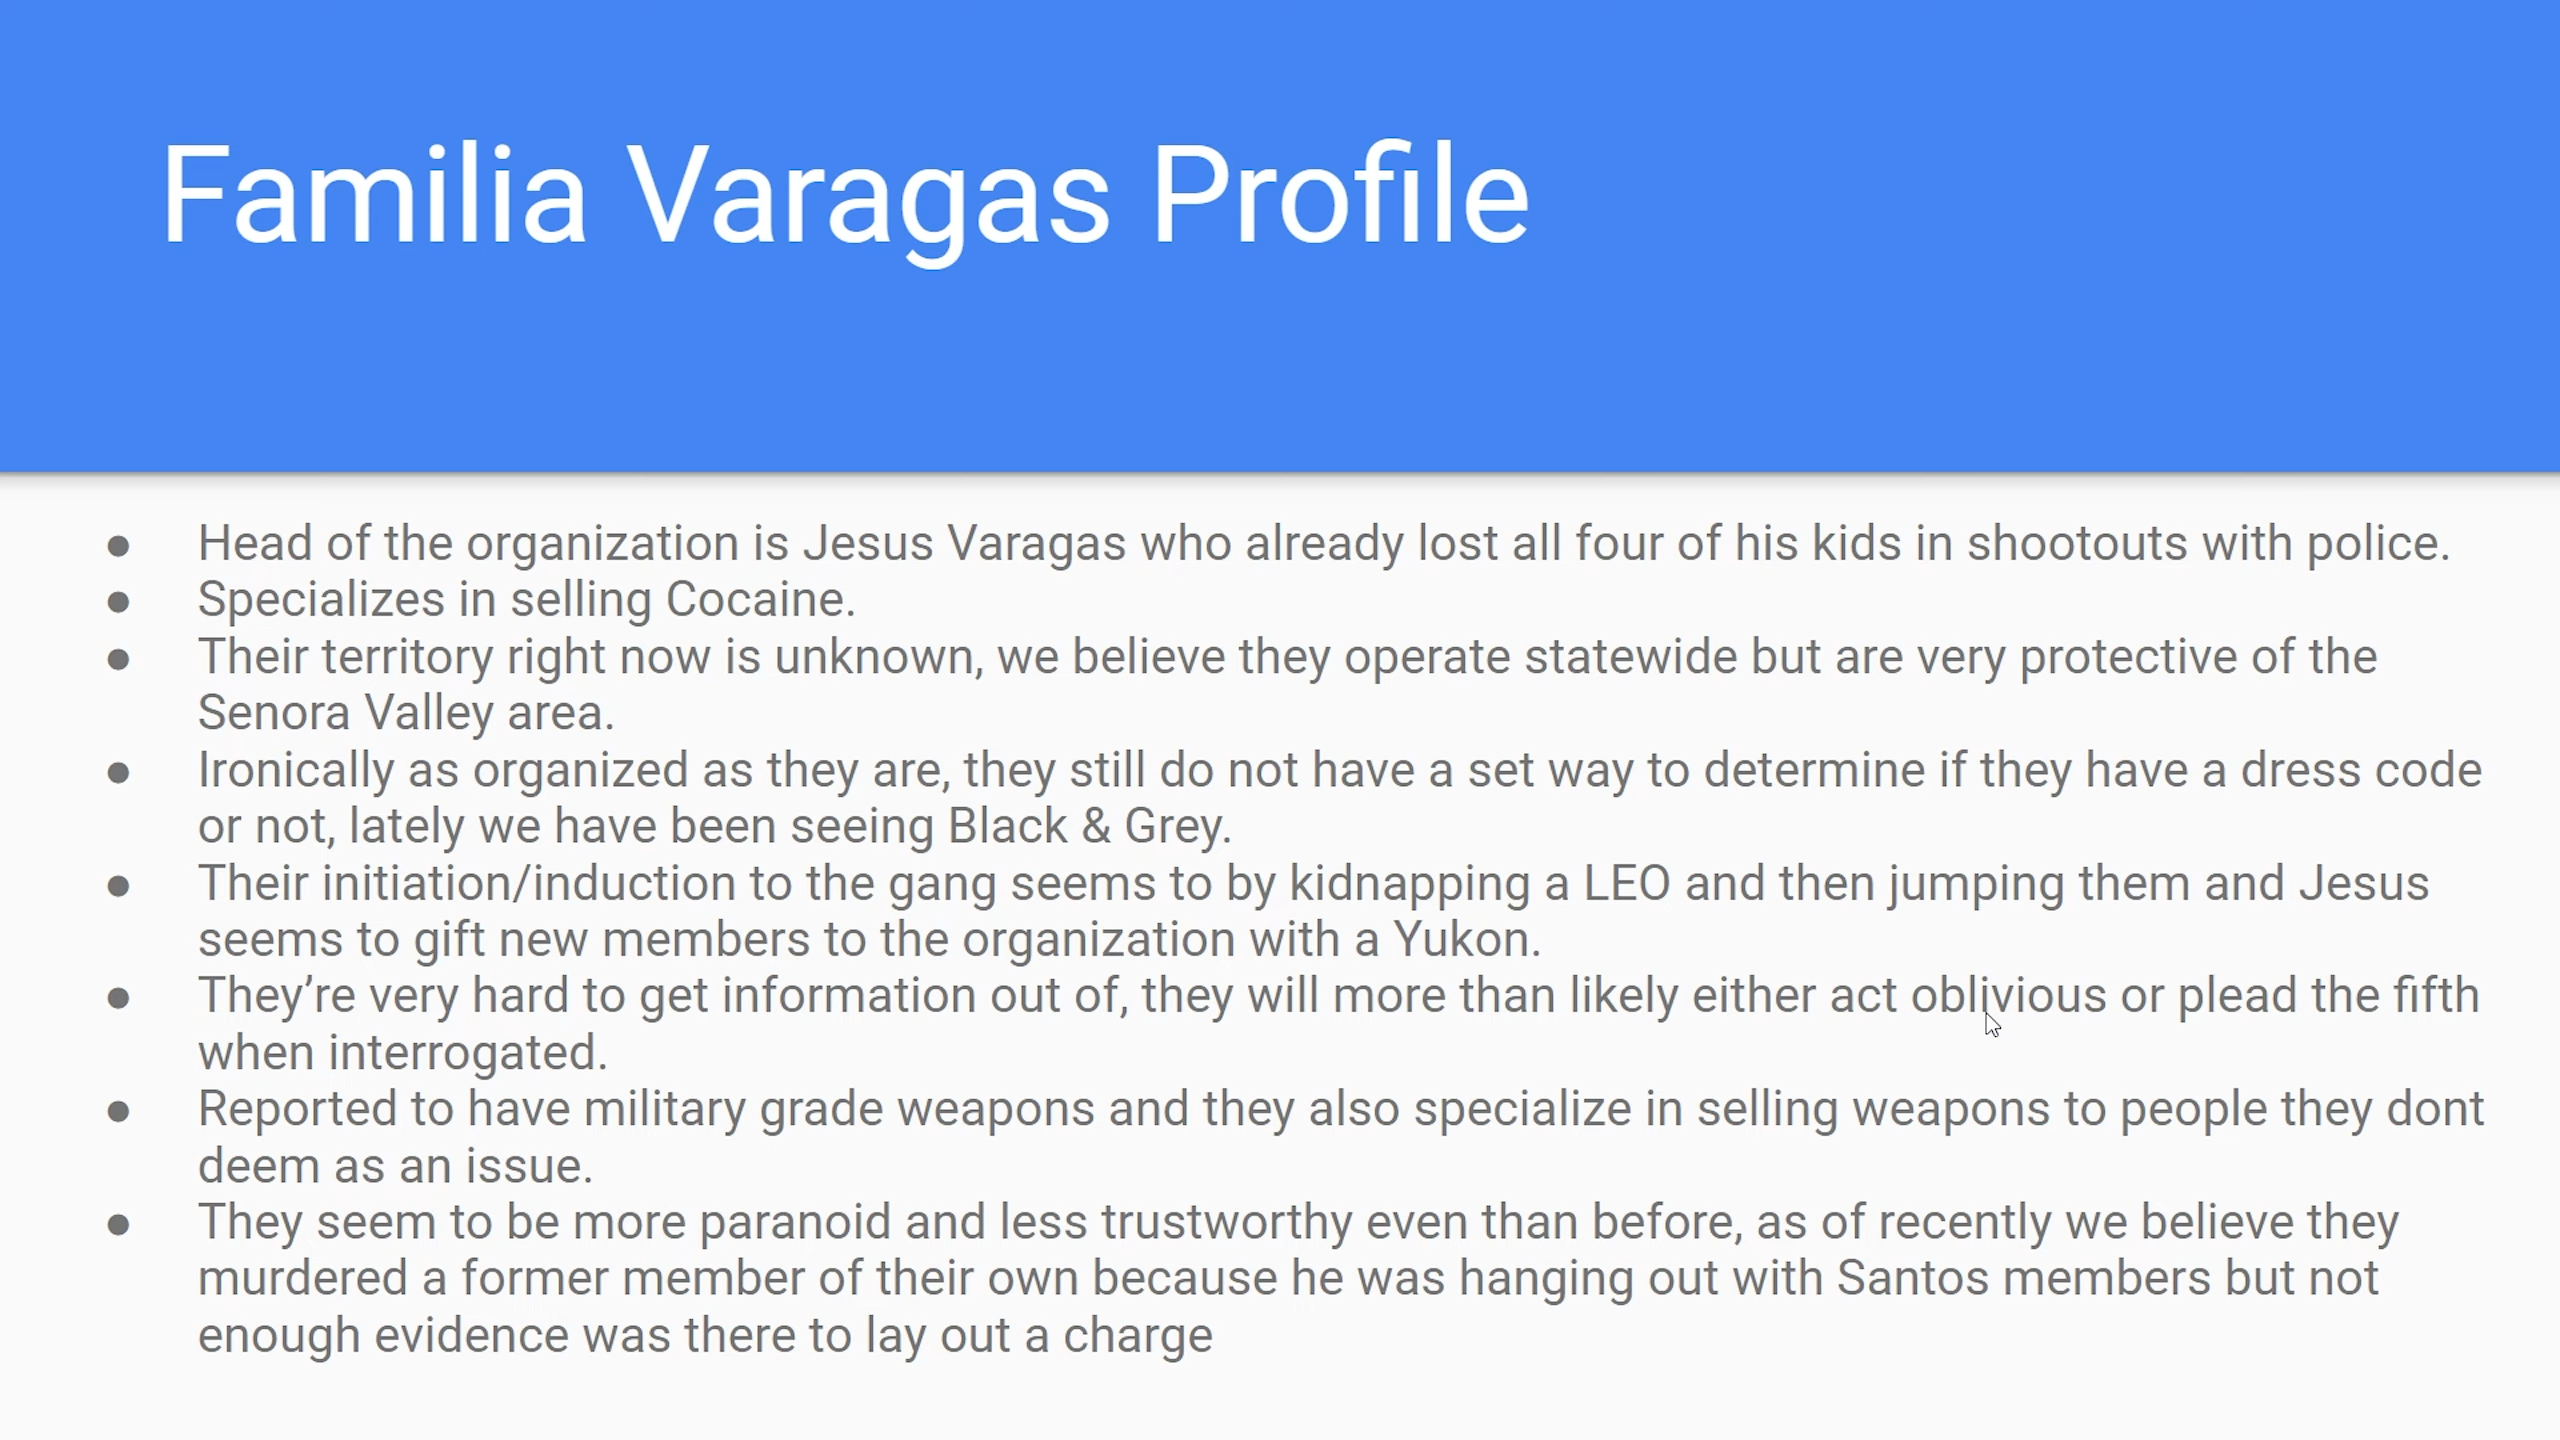 Familia Varagas Profile
● Head of the organization is Jesus Varagas who already lost all four of his kids in shootouts with police.
● Specializes in selling Cocaine.
● Their territory right now is unknown, we believe they operate statewide but are very protective of the
Senora Valley area.
● Ironically as organized as they are, they still do not have a set way to determine if they have a dress code
or not, lately we have been seeing Black & Grey.
● Their initiation/induction to the gang seems to by kidnapping a LEO and then jumping them and Jesus
seems to gift new members to the organization with a Yukon.
● They’re very hard to get information out of, they will more than likely either act oblivious or plead the fifth
when interrogated.
● Reported to have military grade weapons and they also specialize in selling weapons to people they dont
deem as an issue.
● They seem to be more paranoid and less trustworthy even than before, as of recently we believe they
murdered a former member of their own because he was hanging out with Santos members but not
enough evidence was there to lay out a charge